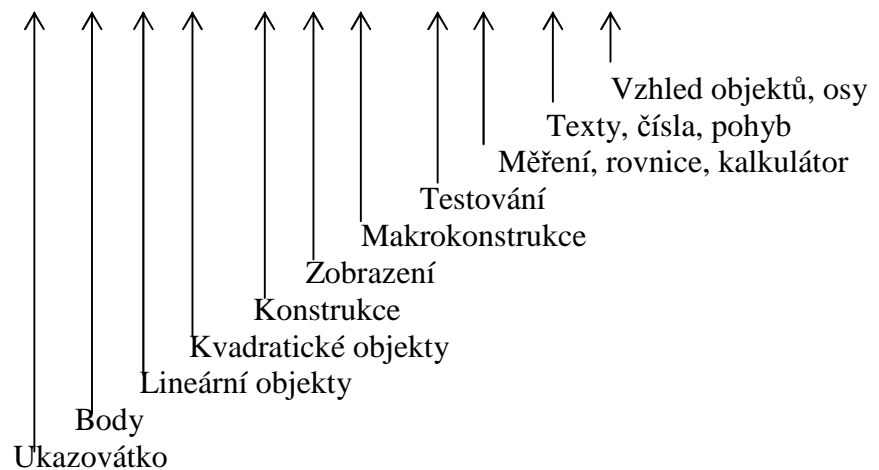 Vzhled objektů, osy
Texty, čísla, pohyb
Měření, rovnice, kalkulátor
Testování
Makrokonstrukce
Zobrazení
Konstrukce
Kvadratické objekty
Lineární objekty
Body
Ukazovátko